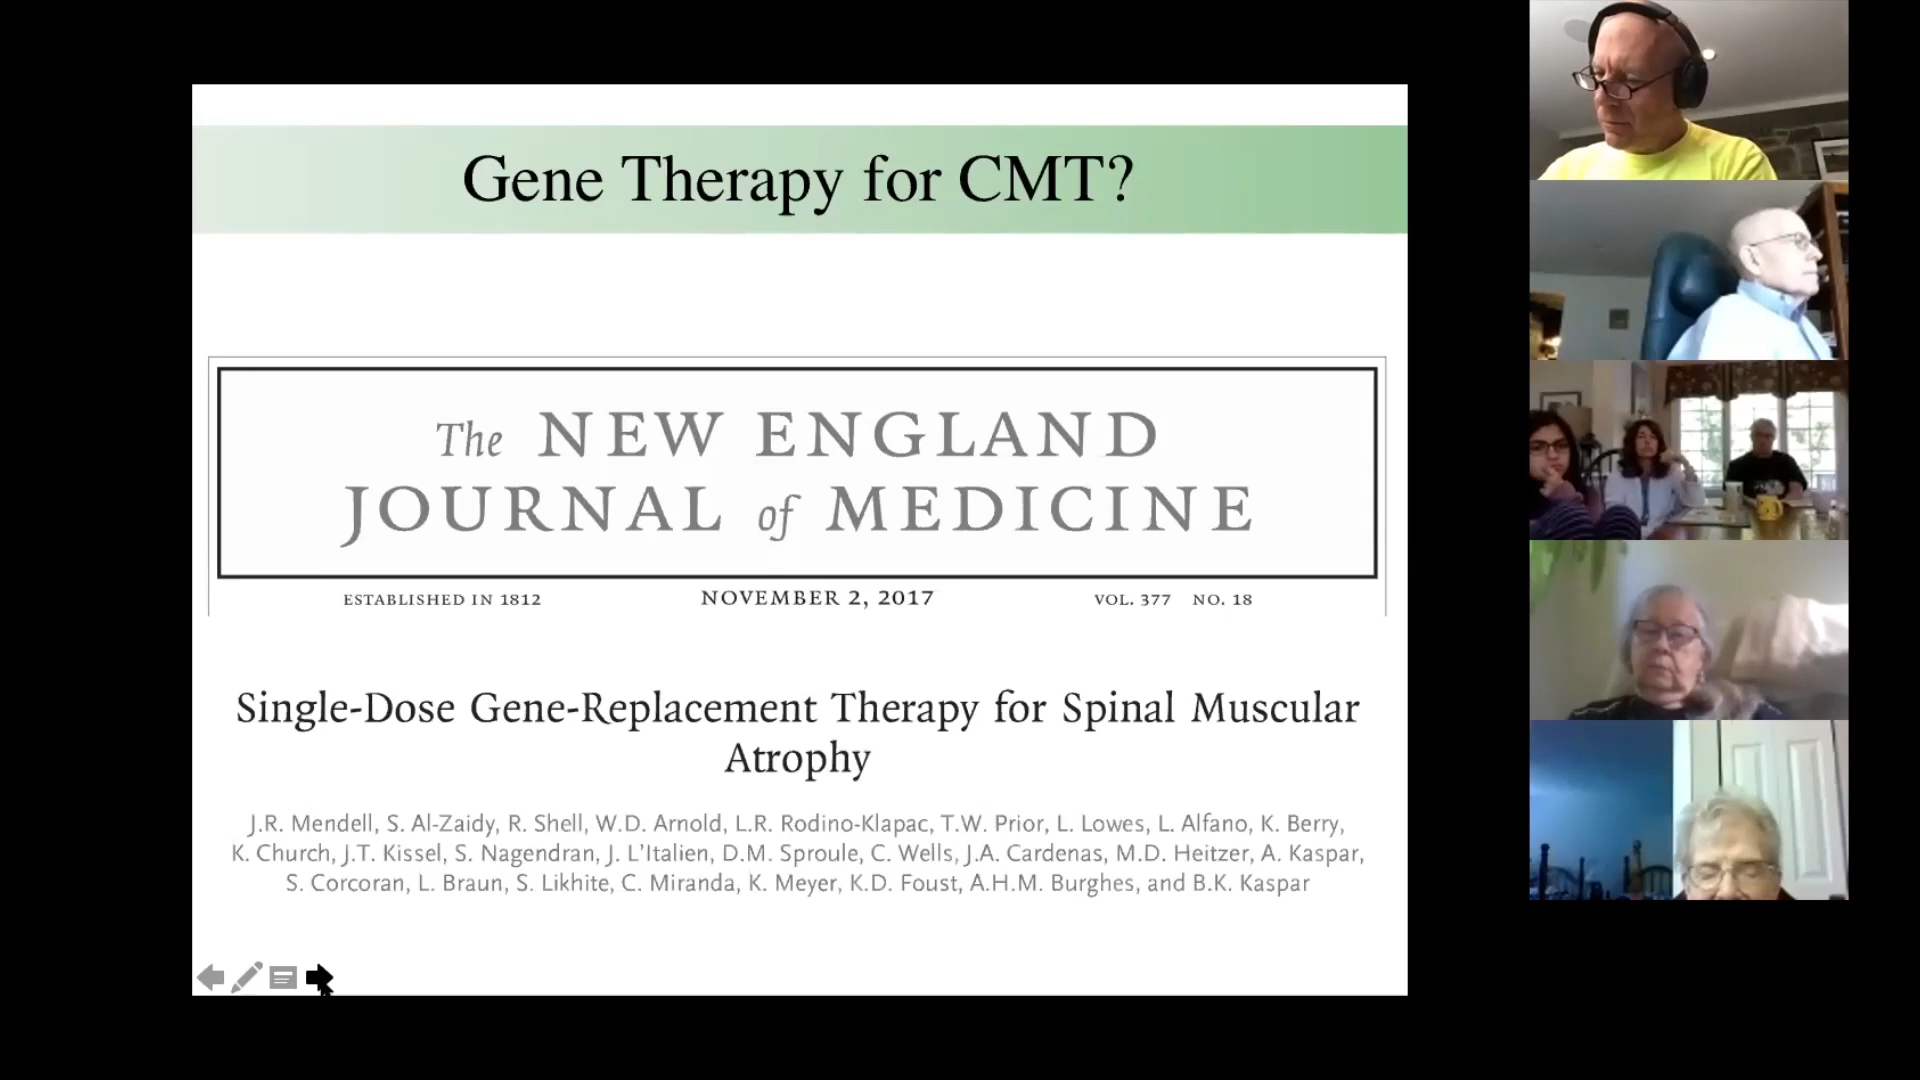 Gene Therapy for CMT?
The NEW ENGLAND
JOURNAL of MEDICINE
ESTABLISHED IN 1812 NOVEMBER 2, 2017 VOL. 377 NO. 18
Single-Dose Gene-Replacement Therapy for Spinal Muscular
Atrophy
J.R. Mendell, S. Al-Zaidy, R. Shell, W.D. Arnold, L.R. Rodino-Klapac, T.W. Prior, L. Lowes, L. Alfano, K. Berry,
K. Church, J.T. Kissel, S. Nagendran, J. L’Italien, D.M. Sproule, C. Wells, J.A. Cardenas, M.D. Heitzer, A. Kaspar,
S. Corcoran, L. Braun, S. Likhite, C. Miranda, K. Meyer, K.D. Foust, A.H.M. Burghes, and B.K. Kaspar